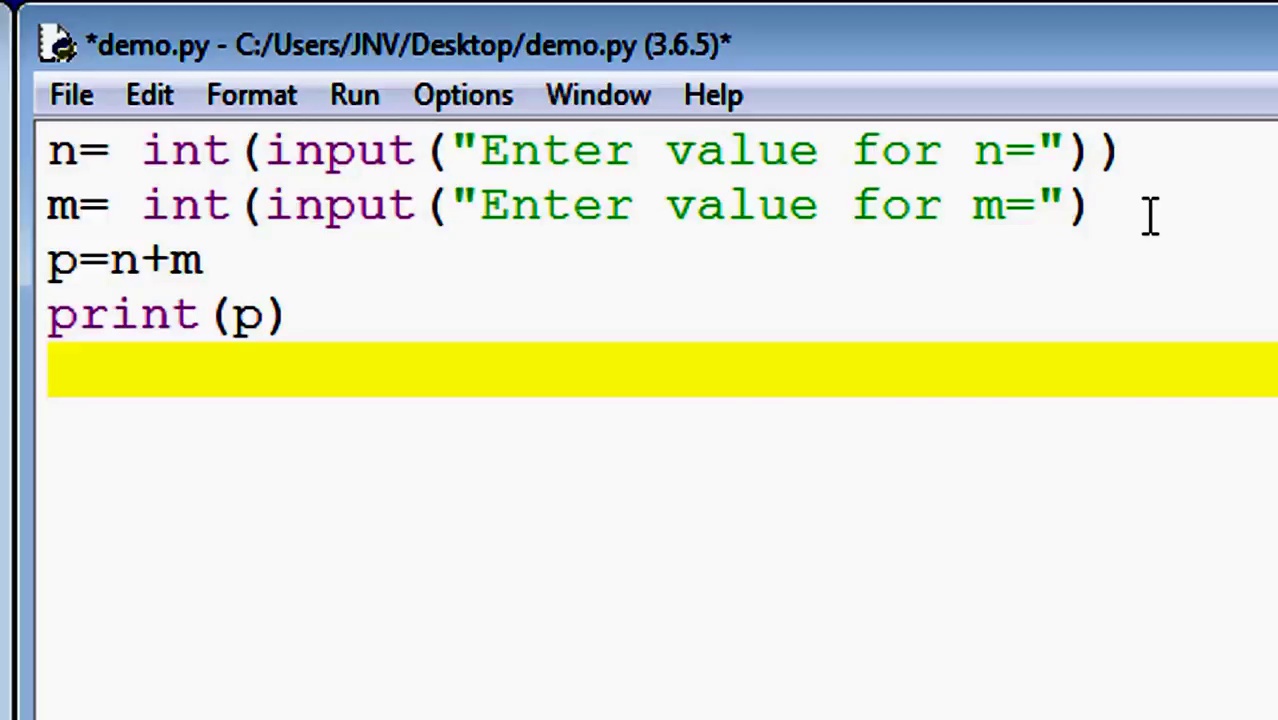 *demo.py - C:/Users/JNV/Desktop/demo.py (3.6.5)*
File Edit Format Run Options Window Help
n= int(input("Enter value for n="))
m= int(input("Enter value for m=")
p=n+m
print(p)